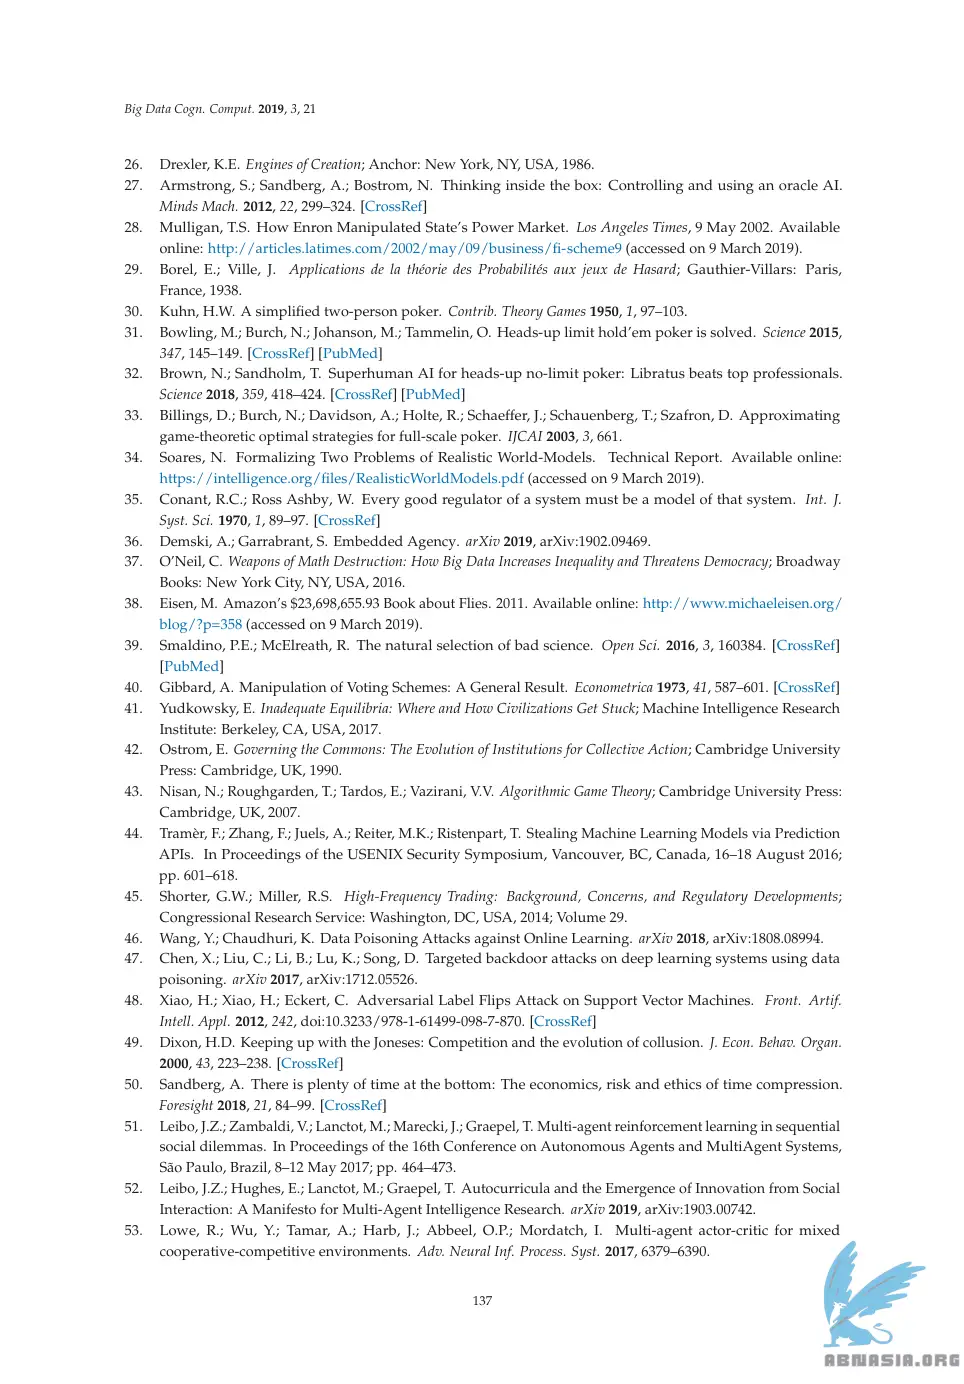 Big Data Cogn. Comput. 2019, 3, 21
26. Drexler, K.E. Engines of Creation; Anchor: New York, NY, USA, 1986.
27. Armstrong, S.; Sandberg, A.; Bostrom, N. Thinking inside the box: Controlling and using an oracle AI.
Minds Mach. 2012, 22, 299–324. [CrossRef]
28. Mulligan, T.S. How Enron Manipulated State's Power Market. Los Angeles Times, 9 May 2002. Available
online: http://articles.latimes.com/2002/may/09/business/fi-scheme9 (accessed on 9 March 2019).
29. Borel, E.; Ville, J. Applications de la théorie des Probabilités aux jeux de Hasard; Gauthier-Villars: Paris,
France, 1938.
30. Kuhn, H.W. A simplified two-person poker. Contrib. Theory Games 1950, 1, 97–103.
31. Bowling, M.; Burch, N.; Johanson, M.; Tammelin, O. Heads-up limit hold'em poker is solved. Science 2015,
347, 145–149. [CrossRef] [PubMed]
32. Brown, N.; Sandholm, T. Superhuman AI for heads-up no-limit poker: Libratus beats top professionals.
Science 2018, 359, 418–424. [CrossRef] [PubMed]
33. Billings, D.; Burch, N.; Davidson, A.; Holte, R.; Schaeffer, J.; Schauenberg, T.; Szafron, D. Approximating
game-theoretic optimal strategies for full-scale poker. IJCAI 2003, 3, 661.
34. Soares, N. Formalizing Two Problems of Realistic World-Models. Technical Report. Available online:
https://intelligence.org/files/RealisticWorldModels.pdf (accessed on 9 March 2019).
35. Conant, R.C.; Ross Ashby, W. Every good regulator of a system must be a model of that system. Int. J.
Syst. Sci. 1970, 1, 89–97. [CrossRef]
36. Demski, A.; Garrabrant, S. Embedded Agency. arXiv 2019, arXiv:1902.09469.
37. O'Neil, C. Weapons of Math Destruction: How Big Data Increases Inequality and Threatens Democracy; Broadway
Books: New York City, NY, USA, 2016.
38. Eisen, M. Amazon's $23,698,655.93 Book about Flies. 2011. Available online: http://www.michaeleisen.org/
blog/?p=358 (accessed on 9 March 2019).
39. Smaldino, P.E.; McElreath, R. The natural selection of bad science. Open Sci. 2016, 3, 160384. [CrossRef]
[PubMed]
40. Gibbard, A. Manipulation of Voting Schemes: A General Result. Econometrica 1973, 41, 587–601. [CrossRef]
41. Yudkowsky, E. Inadequate Equilibria: Where and How Civilizations Get Stuck; Machine Intelligence Research
Institute: Berkeley, CA, USA, 2017.
42. Ostrom, E. Governing the Commons: The Evolution of Institutions for Collective Action; Cambridge University
Press: Cambridge, UK, 1990.
43. Nisan, N.; Roughgarden, T.; Tardos, E.; Vazirani, V.V. Algorithmic Game Theory; Cambridge University Press:
Cambridge, UK, 2007.
44. Tramèr, F.; Zhang, F.; Juels, A.; Reiter, M.K.; Ristenpart, T. Stealing Machine Learning Models via Prediction
APIs. In Proceedings of the USENIX Security Symposium, Vancouver, BC, Canada, 16–18 August 2016;
pp. 601–618.
45. Shorter, G.W.; Miller, R.S. High-Frequency Trading: Background, Concerns, and Regulatory Developments;
Congressional Research Service: Washington, DC, USA, 2014; Volume 29.
46. Wang, Y.; Chaudhuri, K. Data Poisoning Attacks against Online Learning. arXiv 2018, arXiv:1808.08994.
47. Chen, X.; Liu, C.; Li, B.; Lu, K.; Song, D. Targeted backdoor attacks on deep learning systems using data
poisoning. arXiv 2017, arXiv:1712.05526.
48. Xiao, H.; Xiao, H.; Eckert, C. Adversarial Label Flips Attack on Support Vector Machines. Front. Artif.
Intell. Appl. 2012, 242, doi:10.3233/978-1-61499-098-7-870. [CrossRef]
49. Dixon, H.D. Keeping up with the Joneses: Competition and the evolution of collusion. J. Econ. Behav. Organ.
2000, 43, 223–238. [CrossRef]
50. Sandberg, A. There is plenty of time at the bottom: The economics, risk and ethics of time compression.
Foresight 2018, 21, 84–99. [CrossRef]
51. Leibo, J.Z.; Zambaldi, V.; Lanctot, M.; Marecki, J.; Graepel, T. Multi-agent reinforcement learning in sequential
social dilemmas. In Proceedings of the 16th Conference on Autonomous Agents and MultiAgent Systems,
São Paulo, Brazil, 8–12 May 2017; pp. 464–473.
52. Leibo, J.Z.; Hughes, E.; Lanctot, M.; Graepel, T. Autocurricula and the Emergence of Innovation from Social
Interaction: A Manifesto for Multi-Agent Intelligence Research. arXiv 2019, arXiv:1903.00742.
53. Lowe, R.; Wu, Y.; Tamar, A.; Harb, J.; Abbeel, O.P.; Mordatch, I. Multi-agent actor-critic for mixed
cooperative-competitive environments. Adv. Neural Inf. Process. Syst. 2017, 6379–6390.
137
ABNASIA.ORG